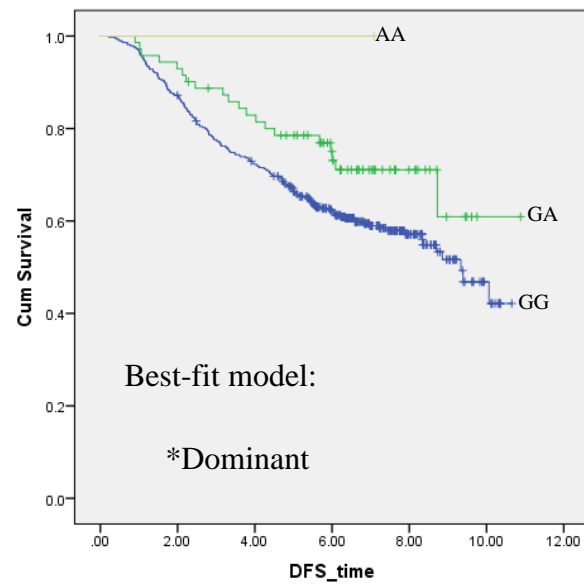 1.0
AA
0.8
GA
0.6
GG
0.4
Best-fit model:
0.2
*Dominant
0.0
.00 2.00 4.00 6.00 8.00 10.00 12.00
DFS_time
Cum Survival